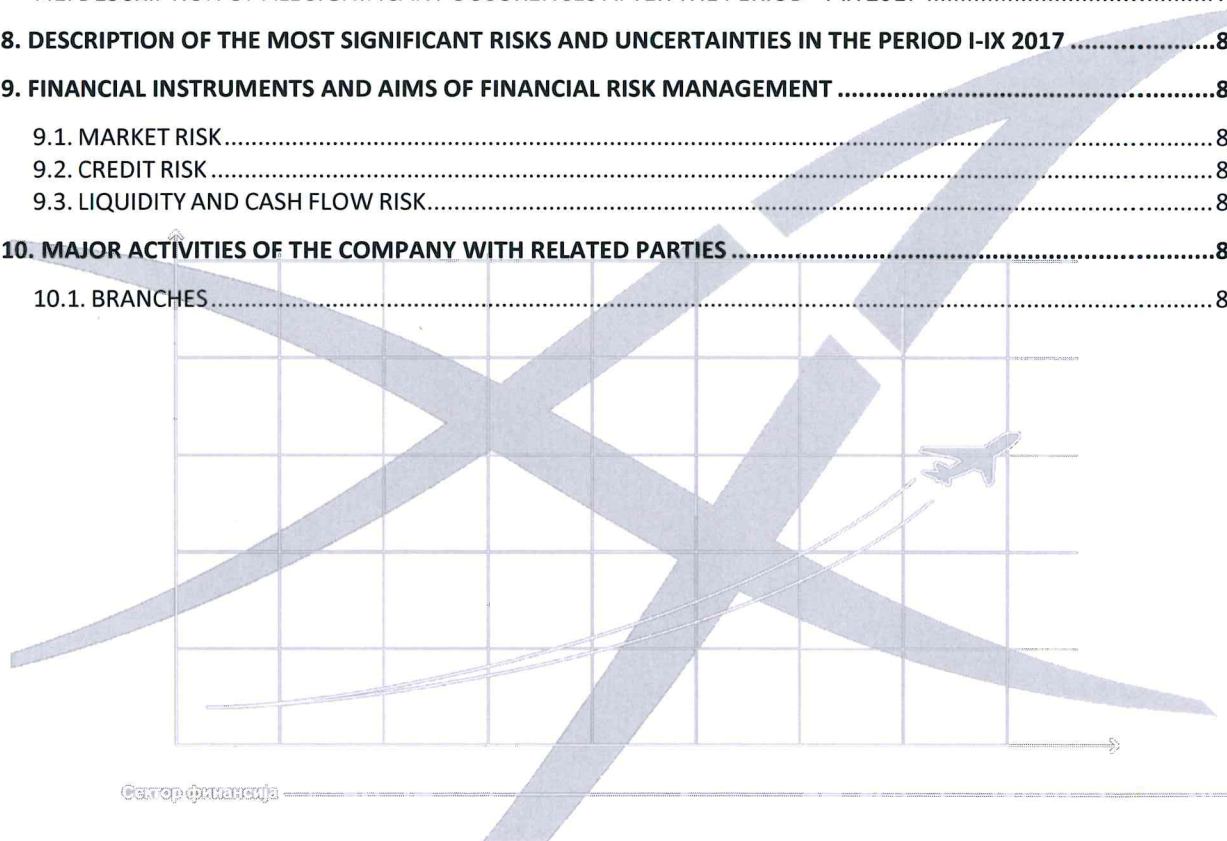 8. DESCRIPTION OF THE MOST SIGNIFICANT RISKS AND UNCERTAINTIES IN THE PERIOD I-IX 2017 ........................8
9. FINANCIAL INSTRUMENTS AND AIMS OF FINANCIAL RISK MANAGEMENT ........................8
9.1. MARKET RISK........................8
9.2. CREDIT RISK ........................8
9.3. LIQUIDITY AND CASH FLOW RISK........................8
10. MAJOR ACTIVITIES OF THE COMPANY WITH RELATED PARTIES ........................8
10.1. BRANCHES........................8
Сектор финансија